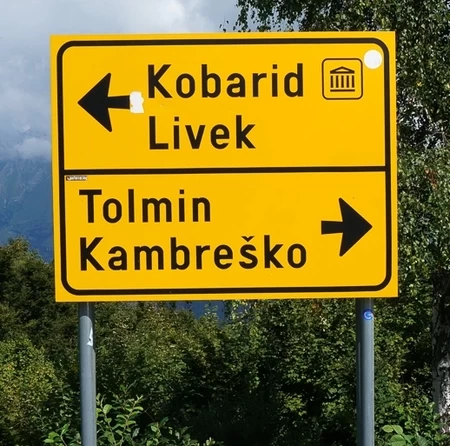 Kobarid
Livek
Tolmin
Kambreško